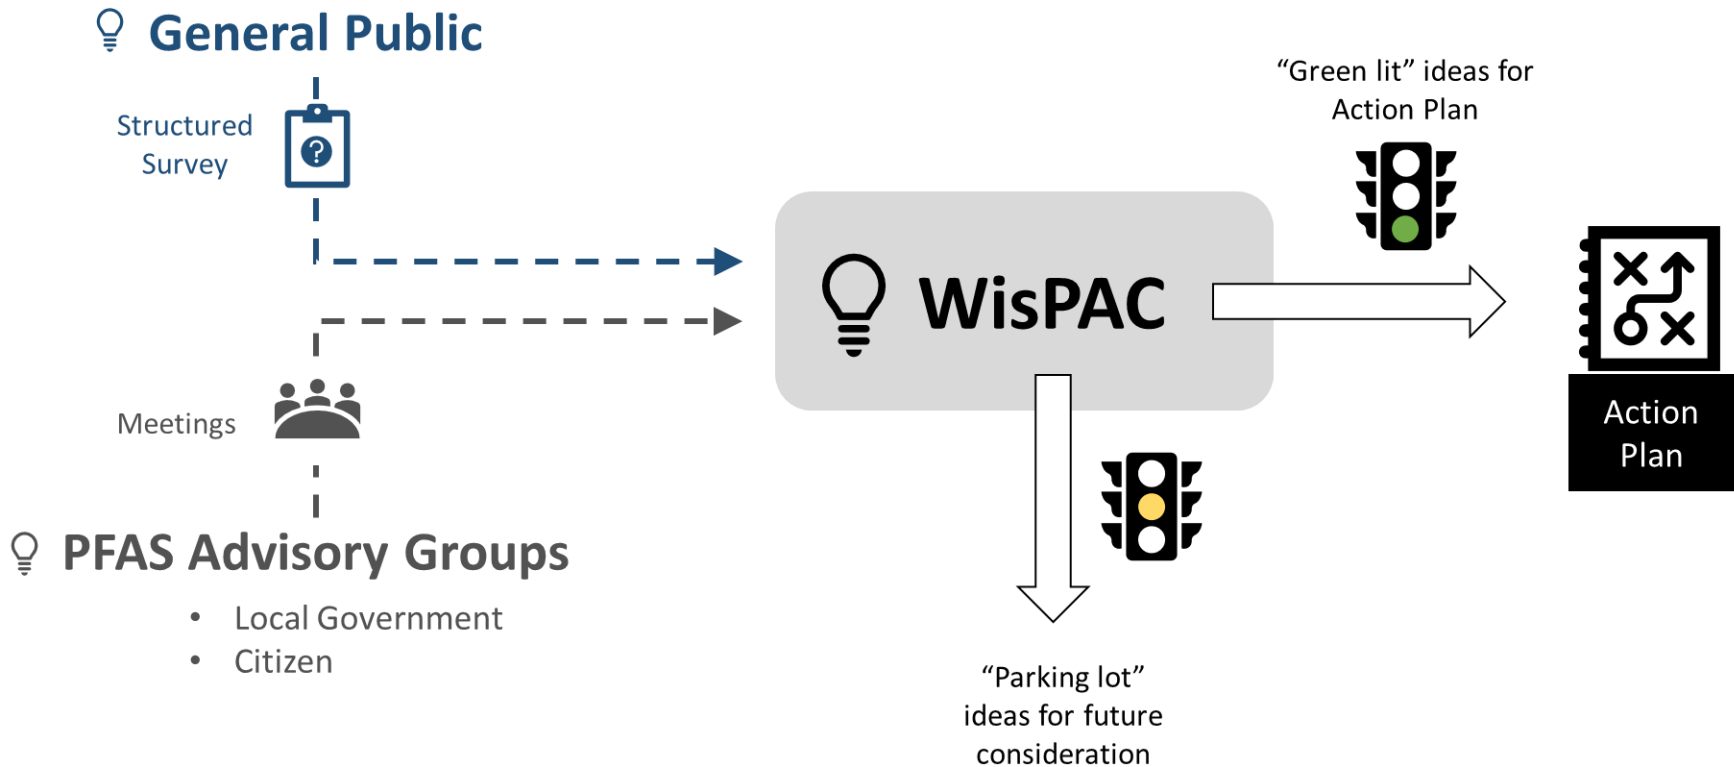 General Public
Structured
Survey
?
Meetings
PFAS Advisory Groups
• Local Government
• Citizen
WisPAC
“Green lit” ideas for
Action Plan
Action
Plan
“Parking lot”
ideas for future
consideration